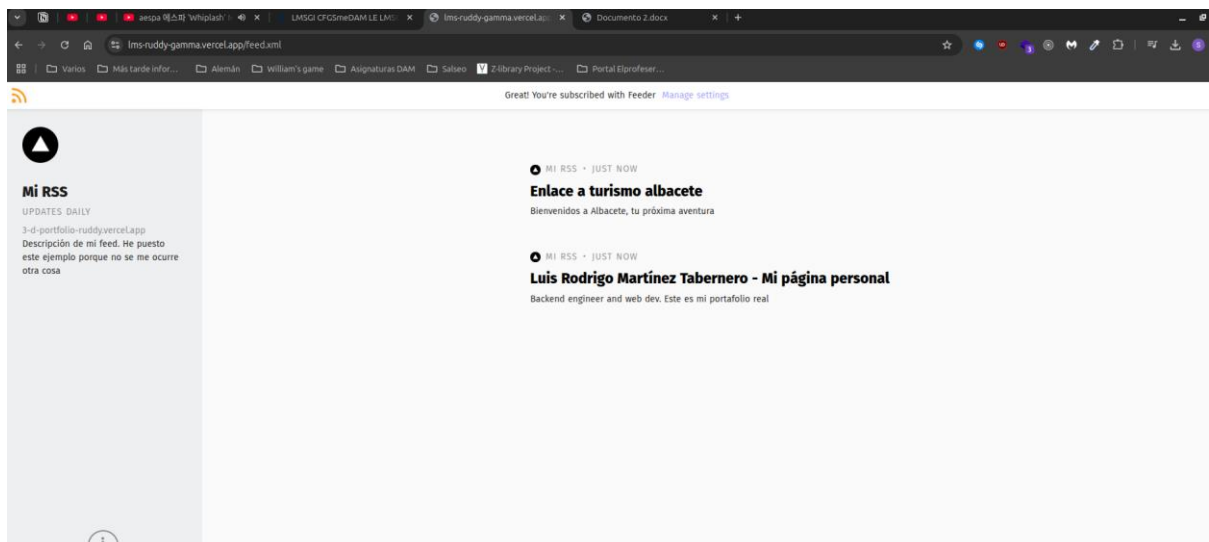 aespa 에스파 'Whiplash'
LMSGI CFGSmeDAM LE LMS
lms-ruddy-gamma.vercel.app
Documento 2.docx
lms-ruddy-gamma.vercel.app/feed.xml
Varios
Más tarde infor...
Alemán
William's game
Asignaturas DAM
Salseo
Z-library Project -...
Portal Elprofeser...
Great! You're subscribed with Feeder Manage settings
Mi RSS
UPDATES DAILY
3-d-portfolio-ruddy.vercel.app
Descripción de mi feed. He puesto
este ejemplo porque no se me ocurre
otra cosa
MI RSS • JUST NOW
Enlace a turismo albacete
Bienvenidos a Albacete, tu próxima aventura
MI RSS • JUST NOW
Luis Rodrigo Martínez Tabernero - Mi página personal
Backend engineer and web dev. Este es mi portafolio real